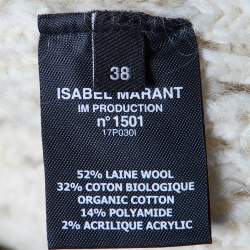 38
ISABEL MARANT
IM PRODUCTION
n° 1501
17P030I
52% LAINE WOOL
32% COTON BIOLOGIQUE
ORGANIC COTTON
14% POLYAMIDE
2% ACRILIQUE ACRYLIC